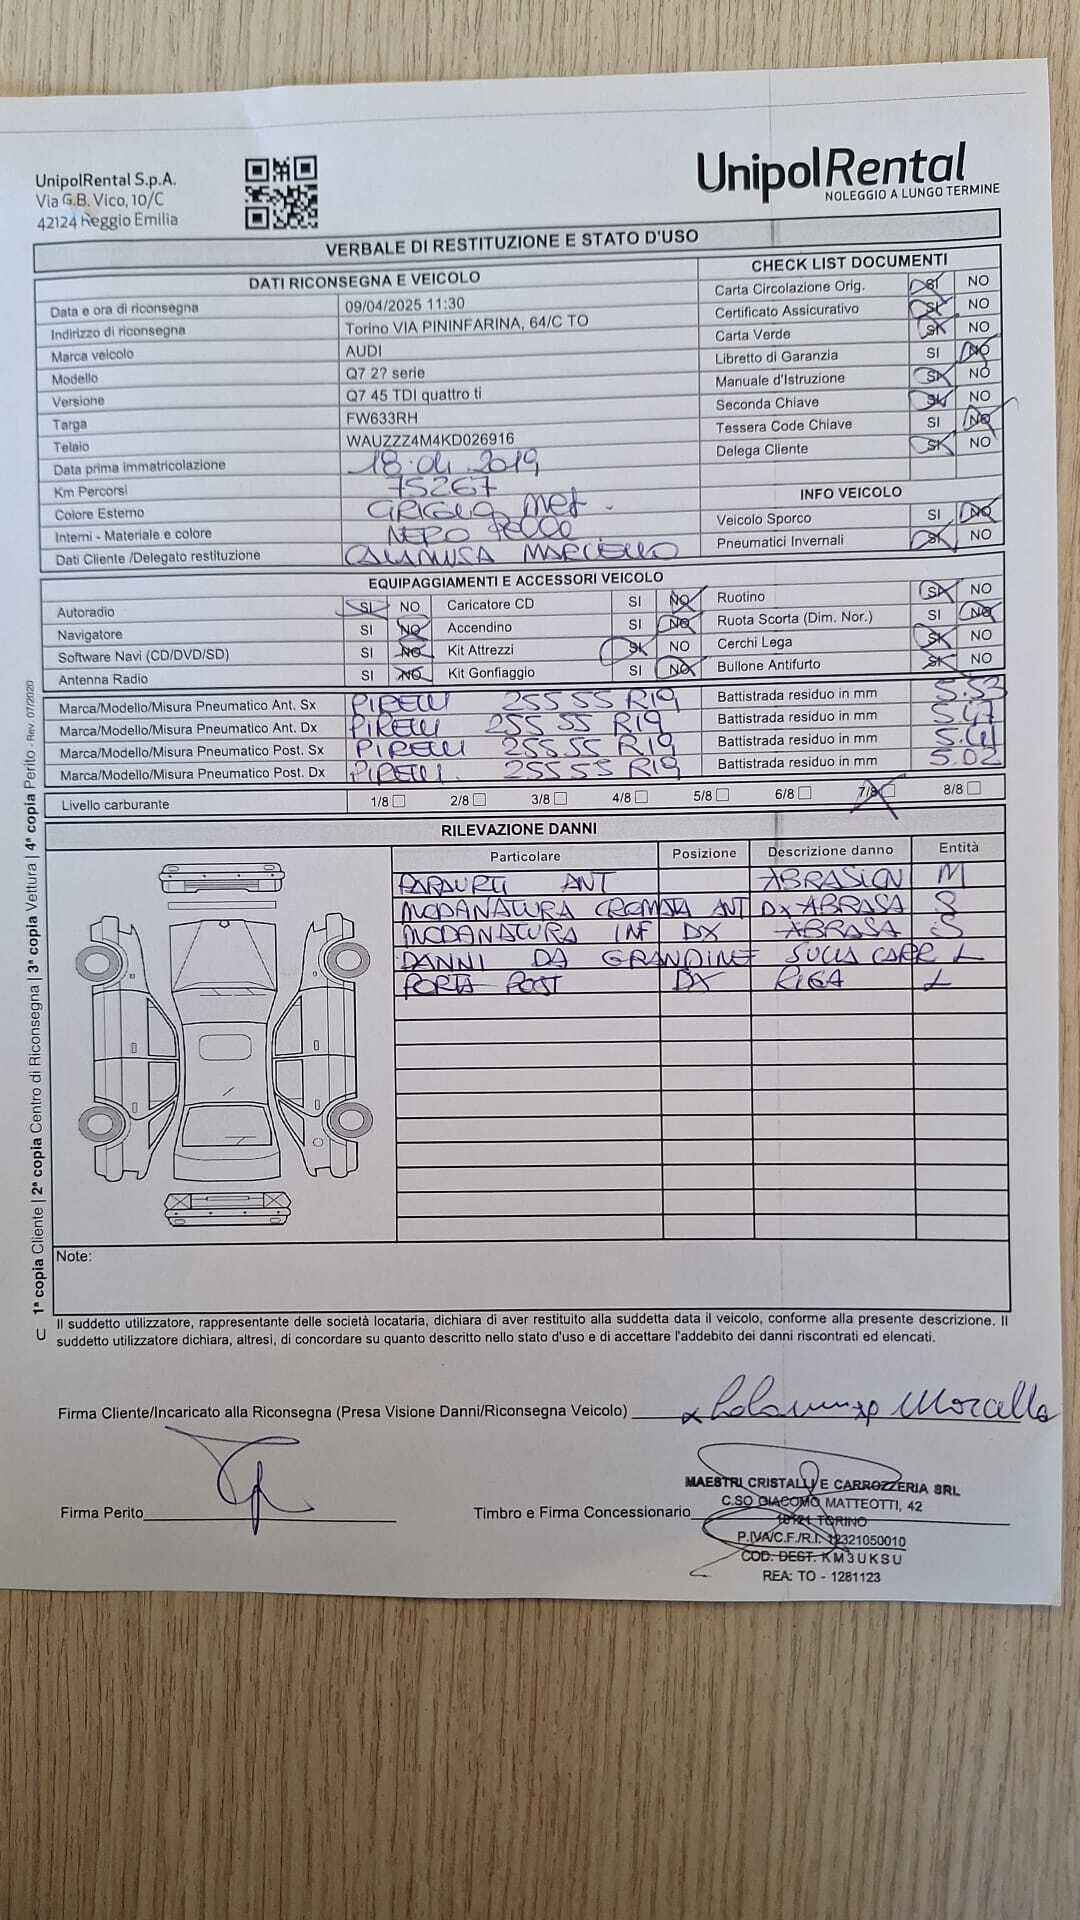 UnipolRental S.p.A.
Via G.B. Vico, 10/C
42124 Reggio Emilia
UnipolRental
NOLEGGIO A LUNGO TERMINE
VERBALE DI RESTITUZIONE E STATO D'USO
DATI RICONSEGNA E VEICOLO
Data e ora di riconsegna 09/04/2025 11:30
Indirizzo di riconsegna Torino VIA PININFARINA, 64/C TO
Marca veicolo AUDI
Modello Q7 2? serie
Versione Q7 45 TDI quattro ti
Targa FW633RH
Telaio WAUZZZ4M4KD026916
Data prima immatricolazione 18.04.2019
Km Percorsi 75267
Colore Esterno GRIGIO Met.
Interni - Materiale e colore NERO
Dati Cliente /Delegato restituzione CALAMUSA MARCELLO
CHECK LIST DOCUMENTI
Carta Circolazione Orig. SI NO
Certificato Assicurativo SI NO
Carta Verde SI NO
Libretto di Garanzia SI NO
Manuale d'Istruzione SI NO
Seconda Chiave SI NO
Tessera Code Chiave SI NO
Delega Cliente SI NO
INFO VEICOLO
Veicolo Sporco SI NO
Pneumatici Invernali SI NO
EQUIPAGGIAMENTI E ACCESSORI VEICOLO
Autoradio SI NO Caricatore CD SI NO Ruotino SI NO
Navigatore SI NO Accendino SI NO Ruota Scorta (Dim. Nor.) SI NO
Software Navi (CD/DVD/SD) SI NO Kit Attrezzi SI NO Cerchi Lega SI NO
Antenna Radio SI NO Kit Gonfiaggio SI NO Bullone Antifurto SI NO
Marca/Modello/Misura Pneumatico Ant. Sx PIRELLI 255 55 R19 Battistrada residuo in mm 5.53
Marca/Modello/Misura Pneumatico Ant. Dx PIRELLI 255 55 R19 Battistrada residuo in mm 5.47
Marca/Modello/Misura Pneumatico Post. Sx PIRELLI 255 55 R19 Battistrada residuo in mm 5.41
Marca/Modello/Misura Pneumatico Post. Dx PIRELLI. 255 55 R19 Battistrada residuo in mm 5.02
Livello carburante 1/8 2/8 3/8 4/8 5/8 6/8 7/8 8/8
RILEVAZIONE DANNI
Particolare Posizione Descrizione danno Entità
PARAURTI ANT ABRASION M
MODANATURA CROMATA ANT DX ABRASA S
MODANATURA INF DX ABRASA S
DANNI DA GRANDINE SULLA CARR L
PORTA POST DX RIGA L
Note:
Il suddetto utilizzatore, rappresentante delle società locataria, dichiara di aver restituito alla suddetta data il veicolo, conforme alla presente descrizione. Il
suddetto utilizzatore dichiara, altresì, di concordare su quanto descritto nello stato d'uso e di accettare l'addebito dei danni riscontrati ed elencati.
Firma Cliente/Incaricato alla Riconsegna (Presa Visione Danni/Riconsegna Veicolo) x Calamusa Marcello
Firma Perito
Timbro e Firma Concessionario
MAESTRI CRISTALLI E CARROZZERIA SRL
C.SO GIACOMO MATTEOTTI, 42
10121 TORINO
P.IVA/C.F./R.I. 12321050010
COD. DEST. KM3UKSU
REA: TO - 1281123
1ª copia Cliente | 2ª copia Centro di Riconsegna | 3ª copia Vettura | 4ª copia Perito - Rev. 07/2020